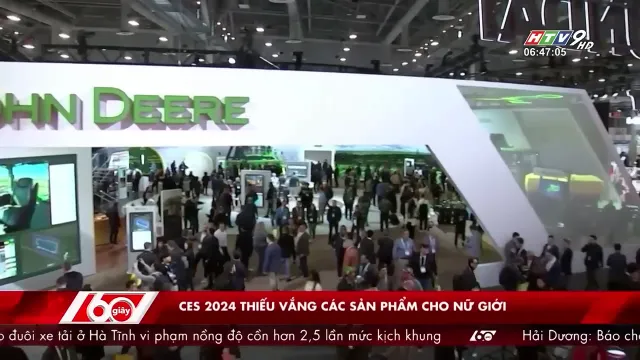 HTV9 HD
06:47:05
OHN DEERE
60 giây
CES 2024 THIẾU VẮNG CÁC SẢN PHẨM CHO NỮ GIỚI
o đuôi xe tải ở Hà Tĩnh vi phạm nồng độ cồn hơn 2,5 lần mức kịch khung 60 Hải Dương: Báo ch